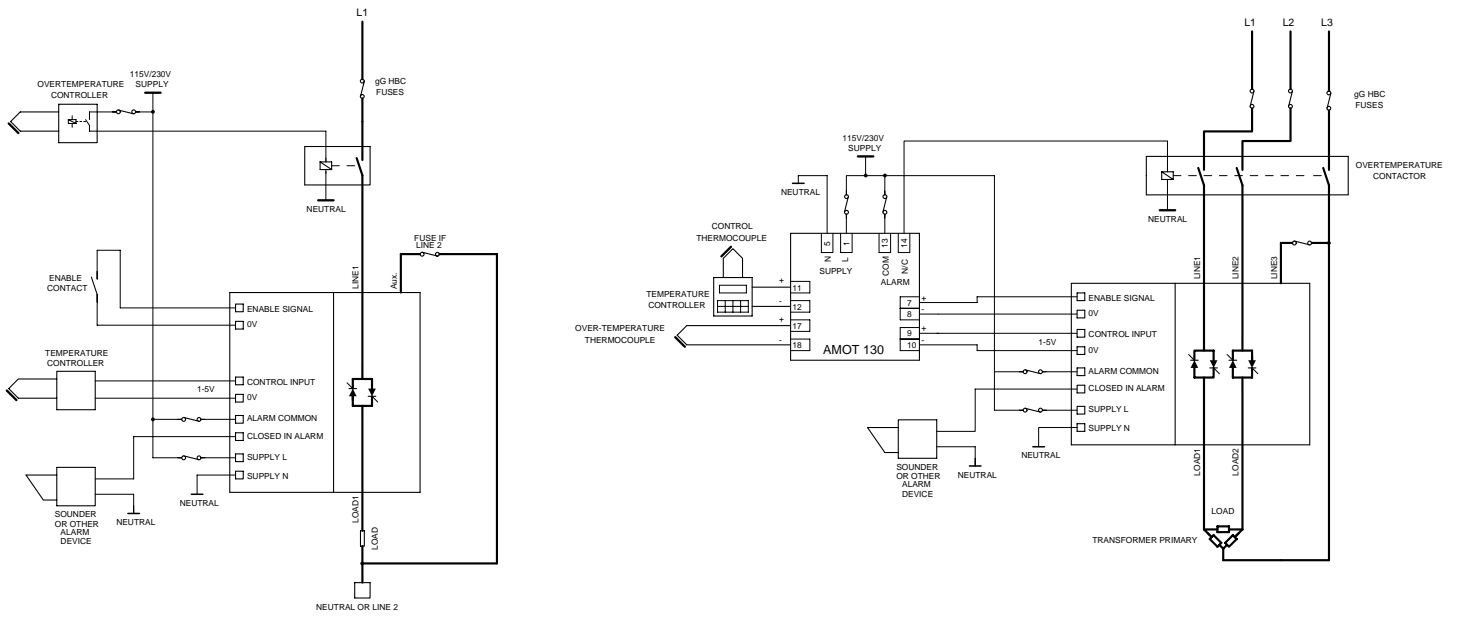 L1
gG HBC
FUSES
115V/230V
SUPPLY
OVERTEMPERATURE
CONTROLLER
NEUTRAL
FUSE IF
LINE 2
LINE1
Aux.
ENABLE
CONTACT
ENABLE SIGNAL
0V
TEMPERATURE
CONTROLLER
1-5V
CONTROL INPUT
0V
ALARM COMMON
CLOSED IN ALARM
SUPPLY L
SUPPLY N
NEUTRAL
NEUTRAL
SOUNDER
OR OTHER
ALARM
DEVICE
LOAD1
LOAD
NEUTRAL OR LINE 2
L1
L2
L3
gG HBC
FUSES
115V/230V
SUPPLY
OVERTEMPERATURE
CONTACTOR
NEUTRAL
NEUTRAL
CONTROL
THERMOCOUPLE
5
1
13
14
N
L
COM
N/C
SUPPLY
ALARM
TEMPERATURE
CONTROLLER
+
11
-
12
OVER-TEMPERATURE
THERMOCOUPLE
+
17
-
18
7
+
8
-
9
+
10
-
AMOT 130
1-5V
LINE1
LINE2
LINE3
ENABLE SIGNAL
0V
CONTROL INPUT
0V
ALARM COMMON
CLOSED IN ALARM
SUPPLY L
SUPPLY N
NEUTRAL
NEUTRAL
SOUNDER
OR OTHER
ALARM
DEVICE
LOAD1
LOAD2
LOAD
TRANSFORMER PRIMARY